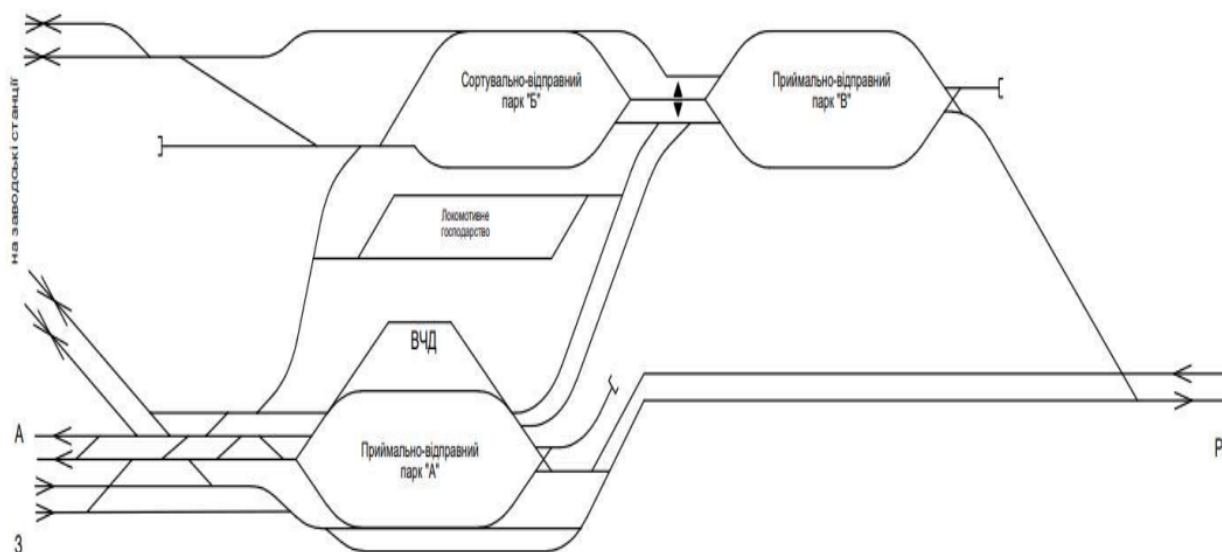 на заводські станції
Сортувально-відправний
парк "Б"
Приймально-відправний
парк "В"
Локомотивне
господарство
ВЧД
А
Приймально-відправний
парк "А"
Р
З